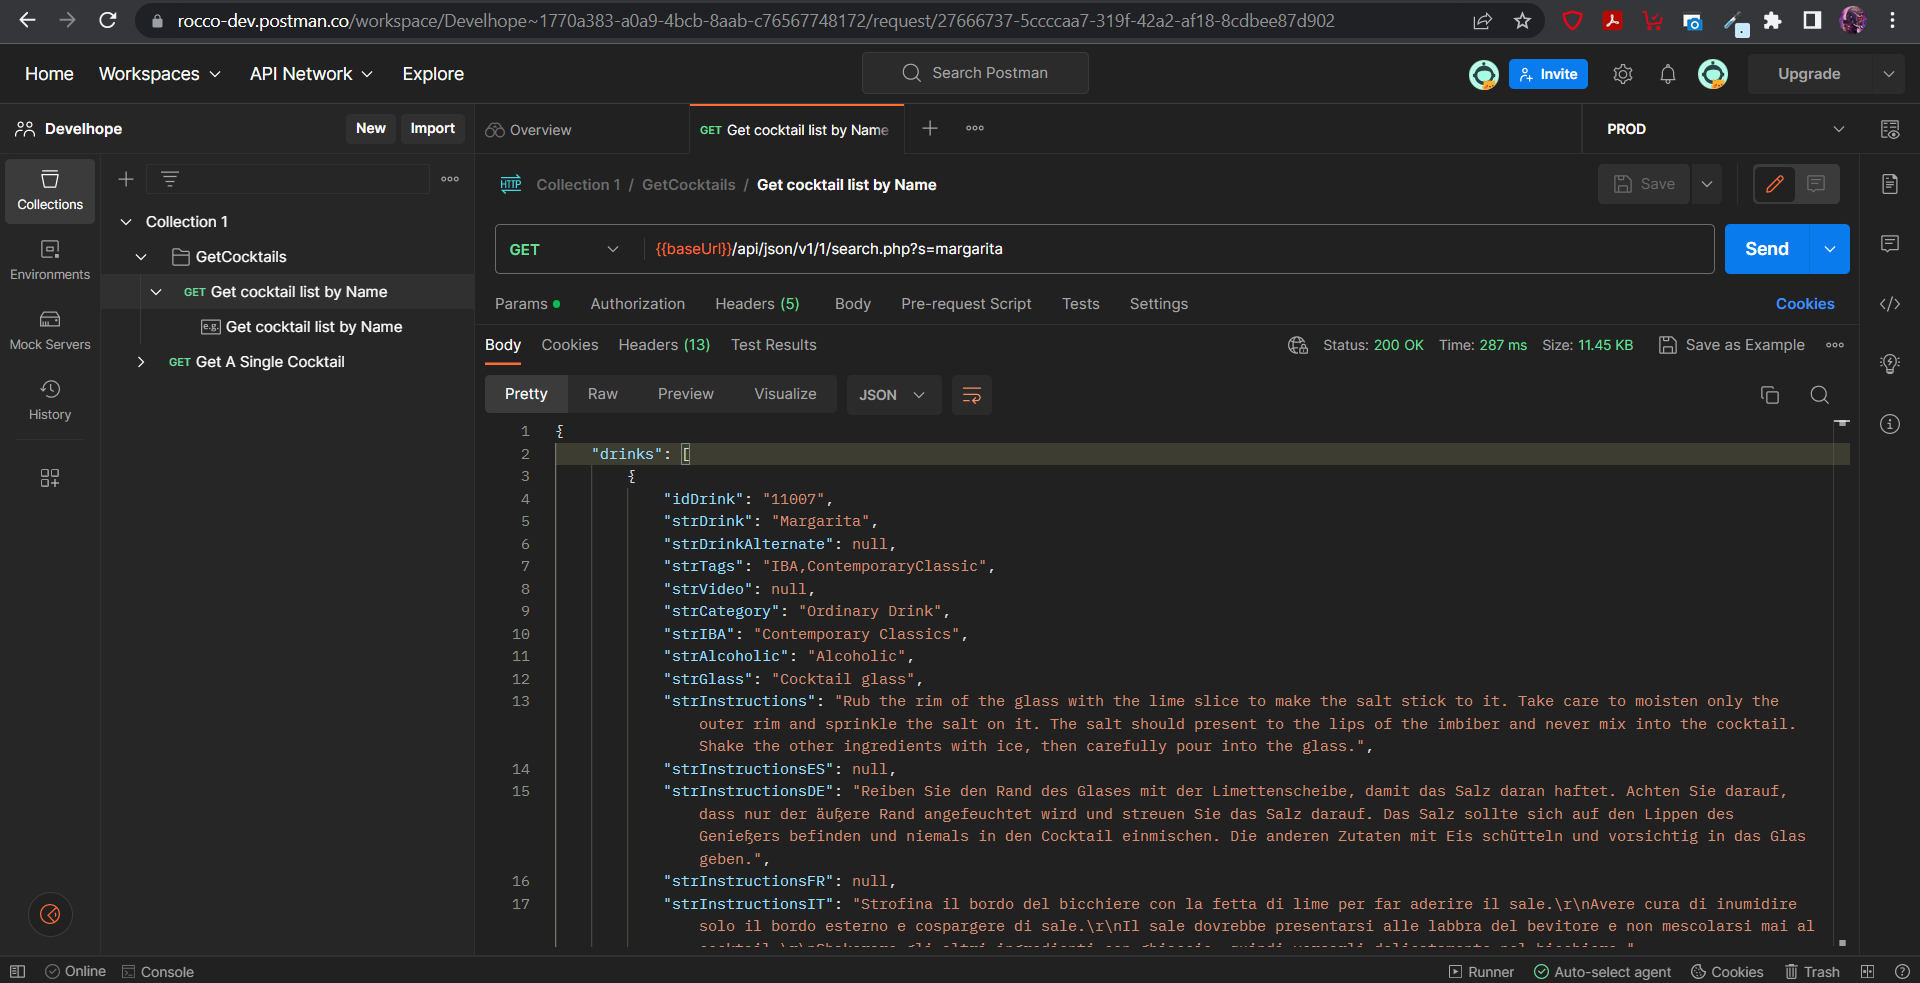 rocco-dev.postman.co/workspace/Develhope~1770a383-a0a9-4bcb-8aab-c76567748172/request/27666737-5ccccaa7-319f-42a2-af18-8cdbee87d902
Home Workspaces API Network Explore Search Postman Invite Upgrade
Develhope New Import Overview GET Get cocktail list by Name PROD
Collections
Environments
Mock Servers
History
Collection 1
GetCocktails
GET Get cocktail list by Name
e.g. Get cocktail list by Name
GET Get A Single Cocktail
HTTP Collection 1 / GetCocktails / Get cocktail list by Name Save
GET {{baseUrl}}/api/json/v1/1/search.php?s=margarita Send
Params Authorization Headers (5) Body Pre-request Script Tests Settings Cookies
Body Cookies Headers (13) Test Results Status: 200 OK Time: 287 ms Size: 11.45 KB Save as Example
Pretty Raw Preview Visualize JSON
1 {
2 "drinks": [
3 {
4 "idDrink": "11007",
5 "strDrink": "Margarita",
6 "strDrinkAlternate": null,
7 "strTags": "IBA,ContemporaryClassic",
8 "strVideo": null,
9 "strCategory": "Ordinary Drink",
10 "strIBA": "Contemporary Classics",
11 "strAlcoholic": "Alcoholic",
12 "strGlass": "Cocktail glass",
13 "strInstructions": "Rub the rim of the glass with the lime slice to make the salt stick to it. Take care to moisten only the
outer rim and sprinkle the salt on it. The salt should present to the lips of the imbiber and never mix into the cocktail.
Shake the other ingredients with ice, then carefully pour into the glass.",
14 "strInstructionsES": null,
15 "strInstructionsDE": "Reiben Sie den Rand des Glases mit der Limettenscheibe, damit das Salz daran haftet. Achten Sie darauf,
dass nur der äußere Rand angefeuchtet wird und streuen Sie das Salz darauf. Das Salz sollte sich auf den Lippen des
Genießers befinden und niemals in den Cocktail einmischen. Die anderen Zutaten mit Eis schütteln und vorsichtig in das Glas
geben.",
16 "strInstructionsFR": null,
17 "strInstructionsIT": "Strofina il bordo del bicchiere con la fetta di lime per far aderire il sale.\r\nAvere cura di inumidire
solo il bordo esterno e cospargere di sale.\r\nIl sale dovrebbe presentarsi alle labbra del bevitore e non mescolarsi mai al
Online Console Runner Auto-select agent Cookies Trash